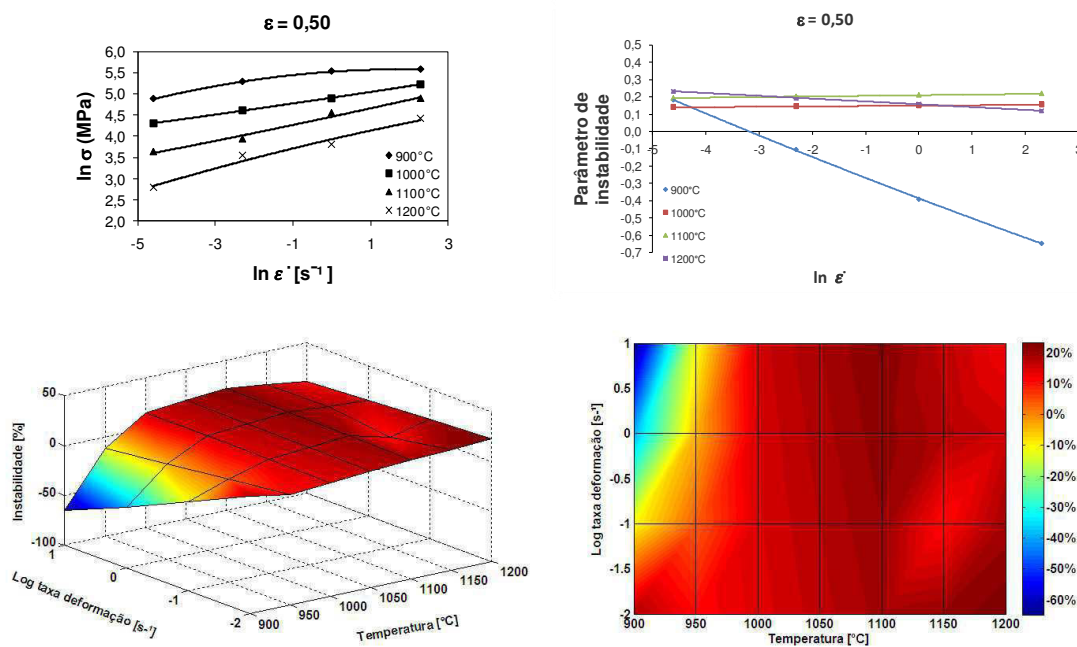 ε = 0,50
6,0
5,5
5,0
4,5
4,0
3,5
3,0
2,5
2,0
ln σ (MPa)
900°C
1000°C
1100°C
1200°C
-5 -3 -1 1 3
ln ε˙ [s⁻¹]
ε = 0,50
0,5
0,4
0,3
0,2
0,1
0,0
-0,1
-0,2
-0,3
-0,4
-0,5
-0,6
-0,7
Parâmetro de
instabilidade
-5 -4 -3 -2 -1 0 1 2 3
900°C
1000°C
1100°C
1200°C
ln ε˙
50
0
-50
-100
Instabilidade [%]
1
0
-1
-2
Log taxa deformação [s-¹]
900
950
1000
1050
1100
1150
1200
Temperatura [°C]
1
0.5
0
-0.5
-1
-1.5
-2
Log taxa deformação [s-¹]
900 950 1000 1050 1100 1150 1200
Temperatura [°C]
20%
10%
0%
-10%
-20%
-30%
-40%
-50%
-60%